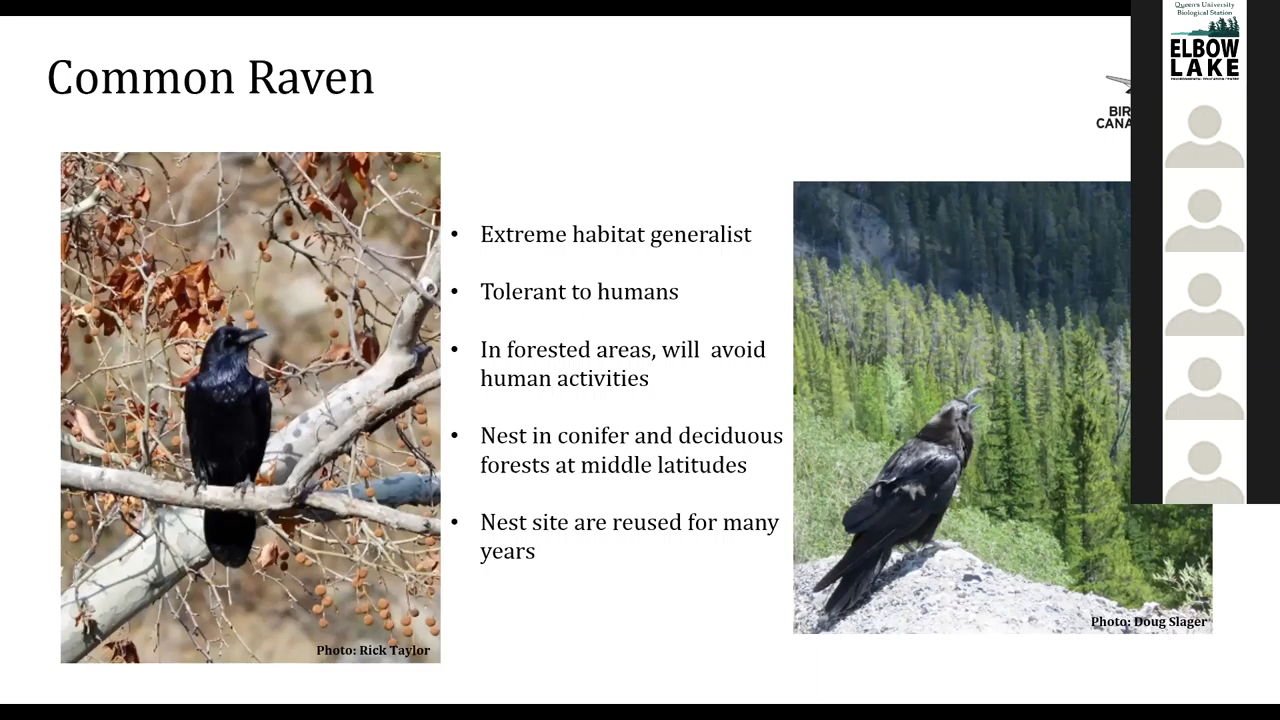 Common Raven
• Extreme habitat generalist
• Tolerant to humans
• In forested areas, will  avoid
human activities
• Nest in conifer and deciduous
forests at middle latitudes
• Nest site are reused for many
years
Photo: Rick Taylor
Photo: Doug Slager
BIR
CANA
Queen's University
Biological Station
ELBOW
LAKE